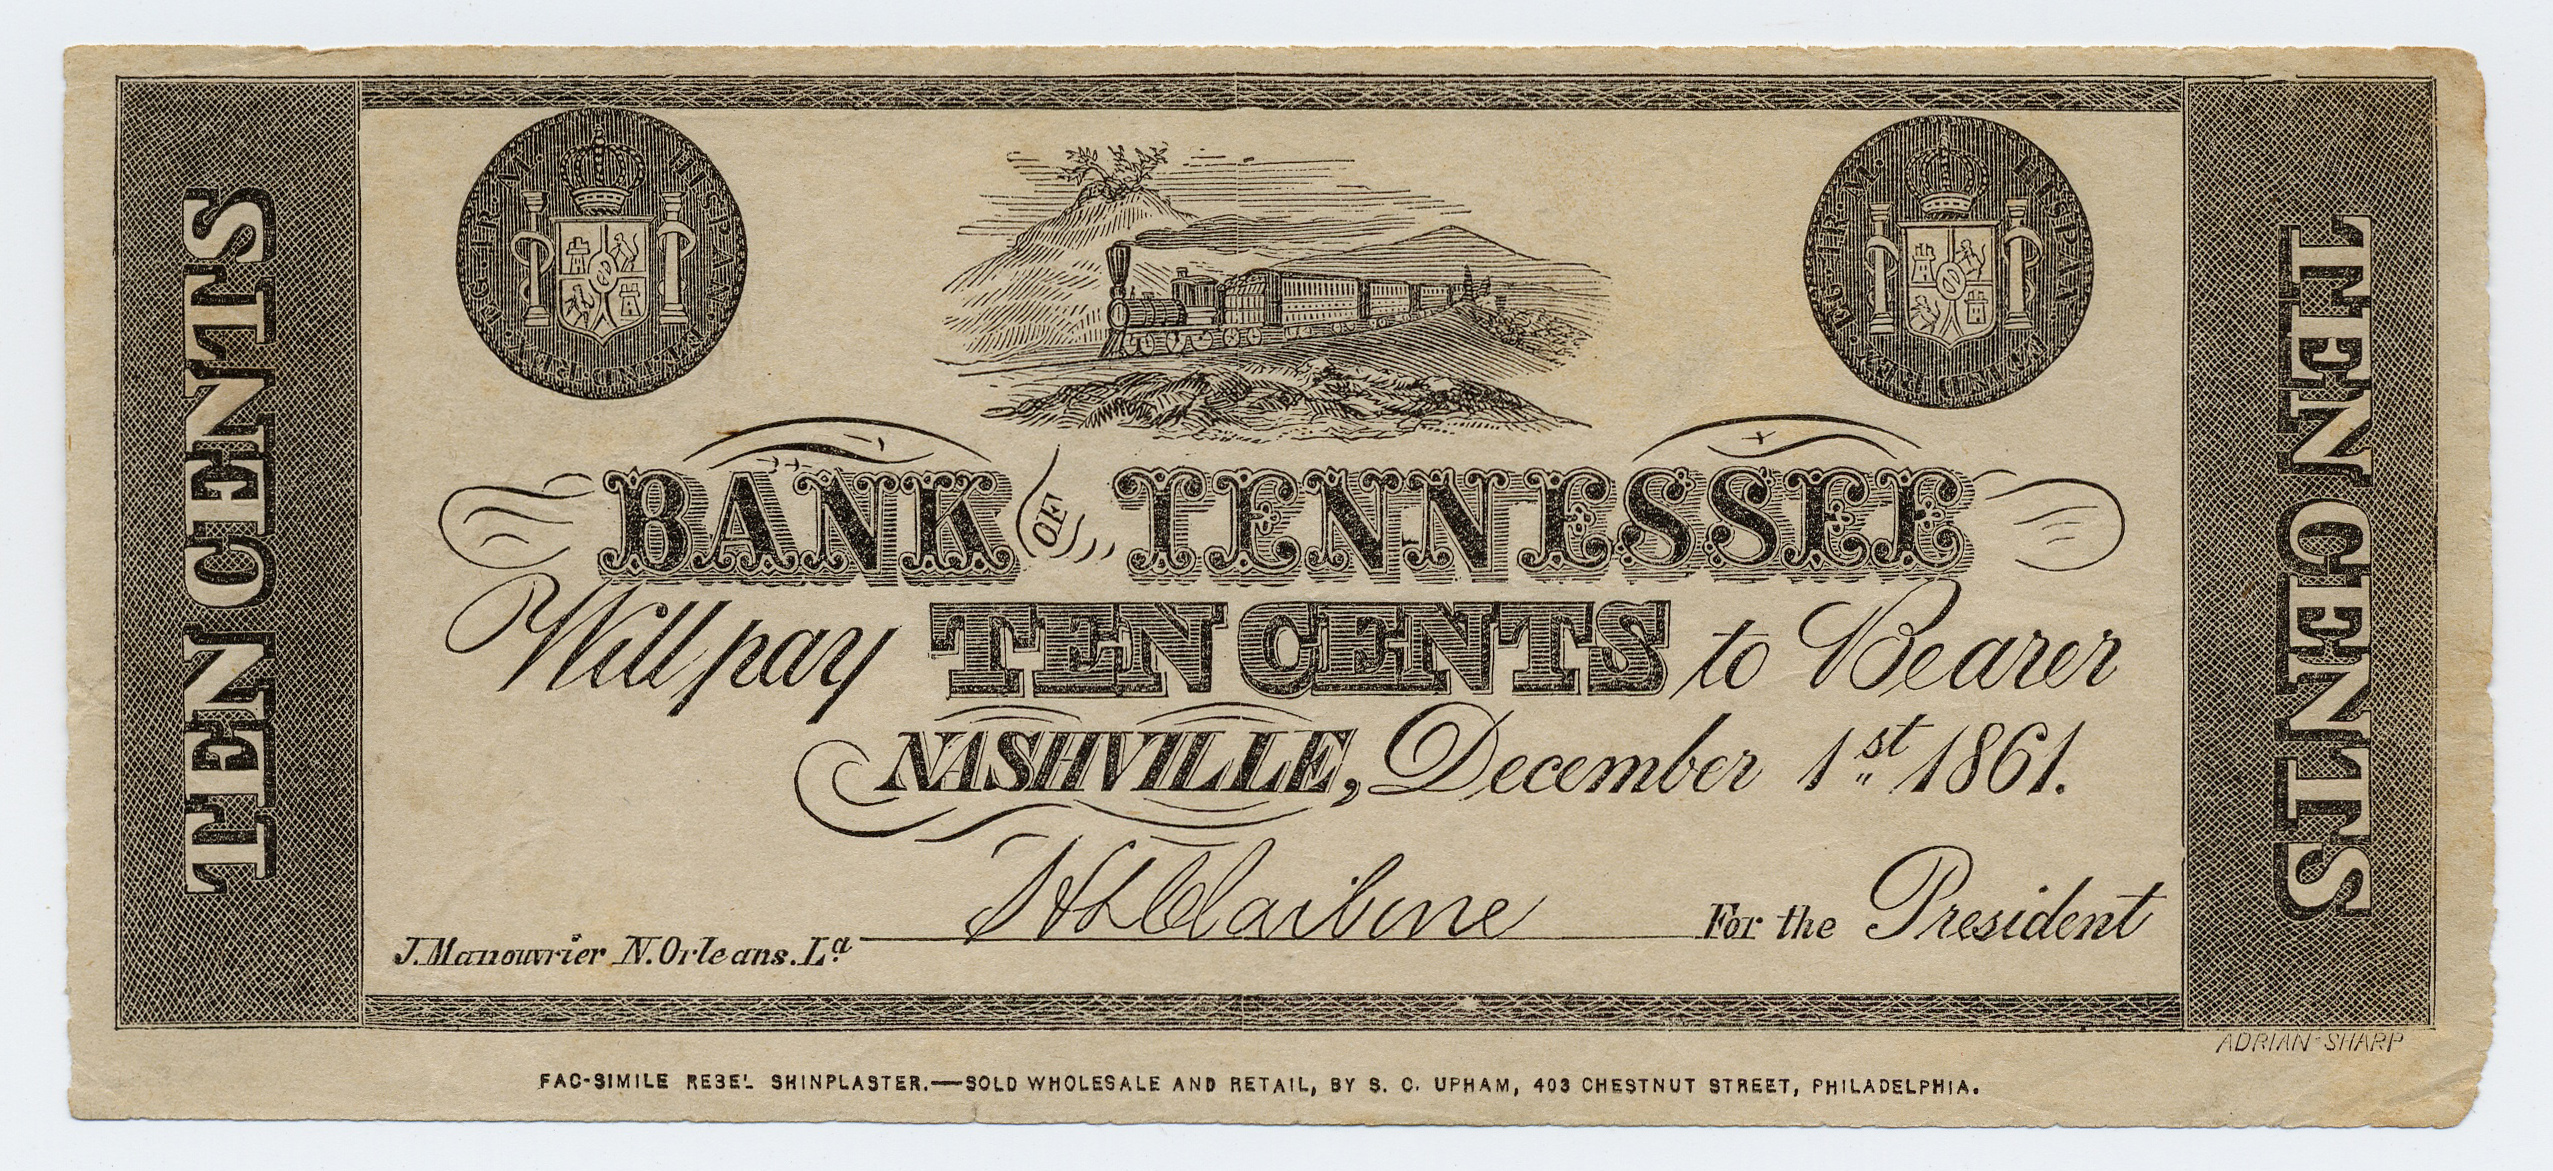 TEN CENTS
BANK OF TENNESSEE
Will pay TEN CENTS to Bearer
NASHVILLE, December 1st 1861.
For the President
J. Manouvrier N. Orleans. La
TEN CENTS
ADRIAN SHARP
FAC-SIMILE REBEL SHINPLASTER.—SOLD WHOLESALE AND RETAIL, BY S. C. UPHAM, 403 CHESTNUT STREET, PHILADELPHIA.